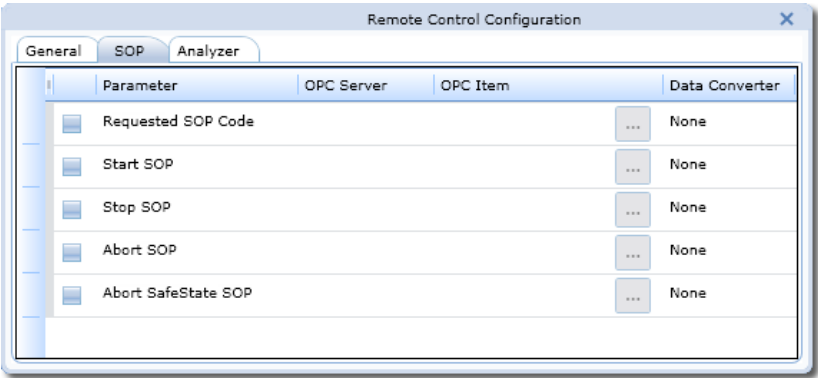 Remote Control Configuration
General SOP Analyzer
Parameter OPC Server OPC Item Data Converter
Requested SOP Code ... None
Start SOP ... None
Stop SOP ... None
Abort SOP ... None
Abort SafeState SOP ... None